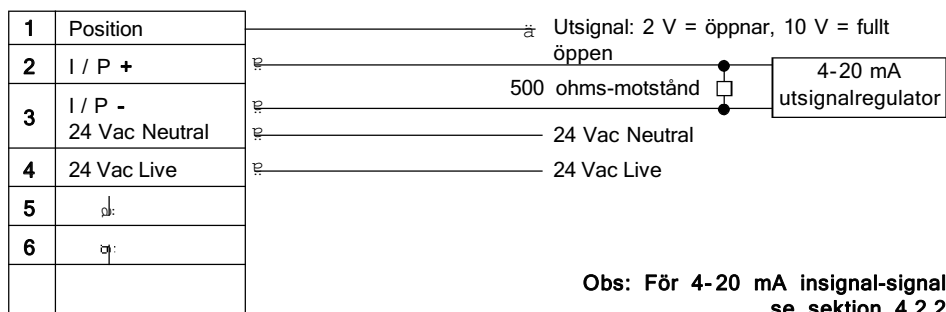 1 Position
Utsignal: 2 V = öppnar, 10 V = fullt
öppen
2 I / P +
4-20 mA
500 ohms-motstånd
utsignalregulator
3 I / P -
24 Vac Neutral
24 Vac Neutral
4 24 Vac Live
24 Vac Live
5
6
Obs: För 4-20 mA insignal-signal
se sektion 4.2.2